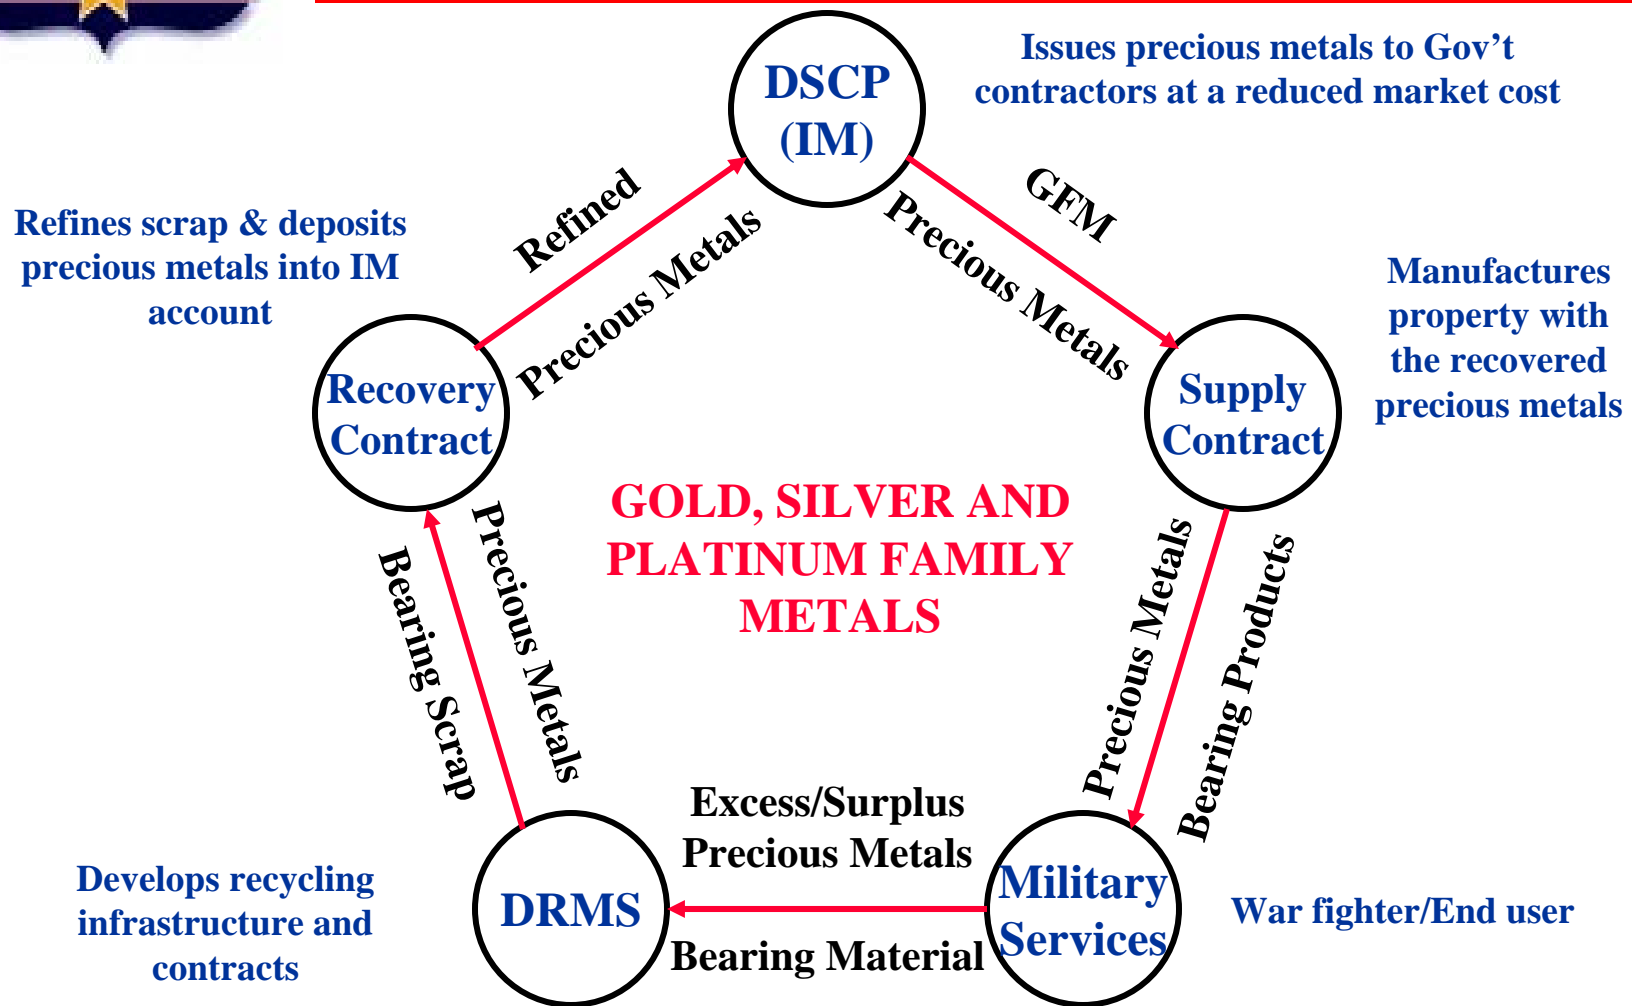 DSCP
(IM)
Issues precious metals to Gov’t
contractors at a reduced market cost
Refined
Precious Metals
GFM
Precious Metals
Refines scrap & deposits
precious metals into IM
account
Manufactures
property with
the recovered
precious metals
Recovery
Contract
Supply
Contract
GOLD, SILVER AND
PLATINUM FAMILY
METALS
Precious Metals
Bearing Scrap
Precious Metals
Bearing Products
Excess/Surplus
Precious Metals
Bearing Material
Develops recycling
infrastructure and
contracts
DRMS
Military
Services
War fighter/End user